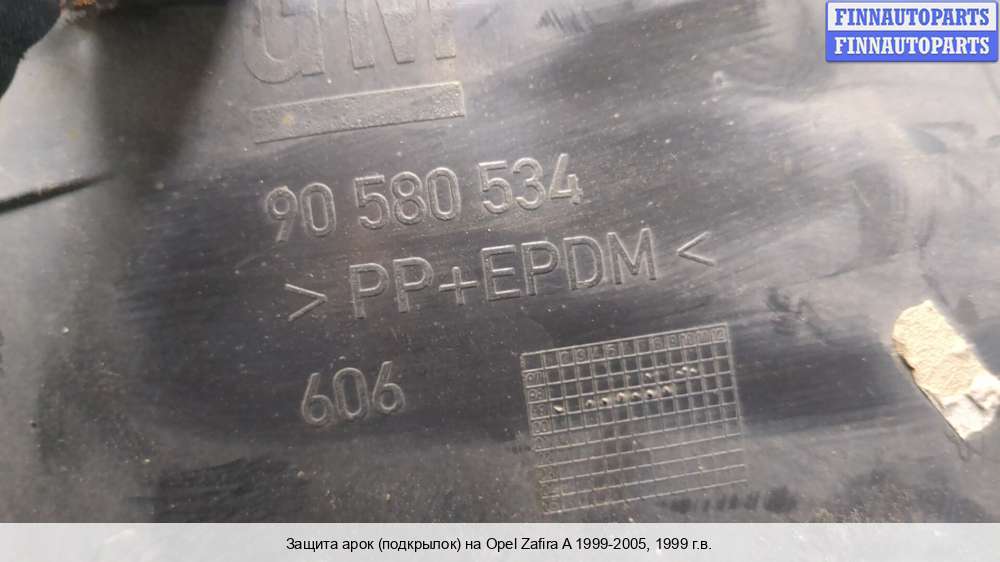 FINNAUTOPARTS
FINNAUTOPARTS
GM
90 580 534
> PP+EPDM <
606
Защита арок (подкрылок) на Opel Zafira A 1999-2005, 1999 г.в.